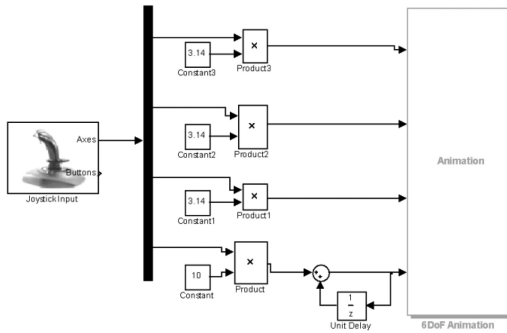 3.14
×
Constant3
Product3
3.14
×
Constant2
Product2
Axes
Buttons
Joystick Input
3.14
×
Constant1
Product1
10
×
Constant
Product
+
+
1
z
Unit Delay
Animation
6DoF Animation